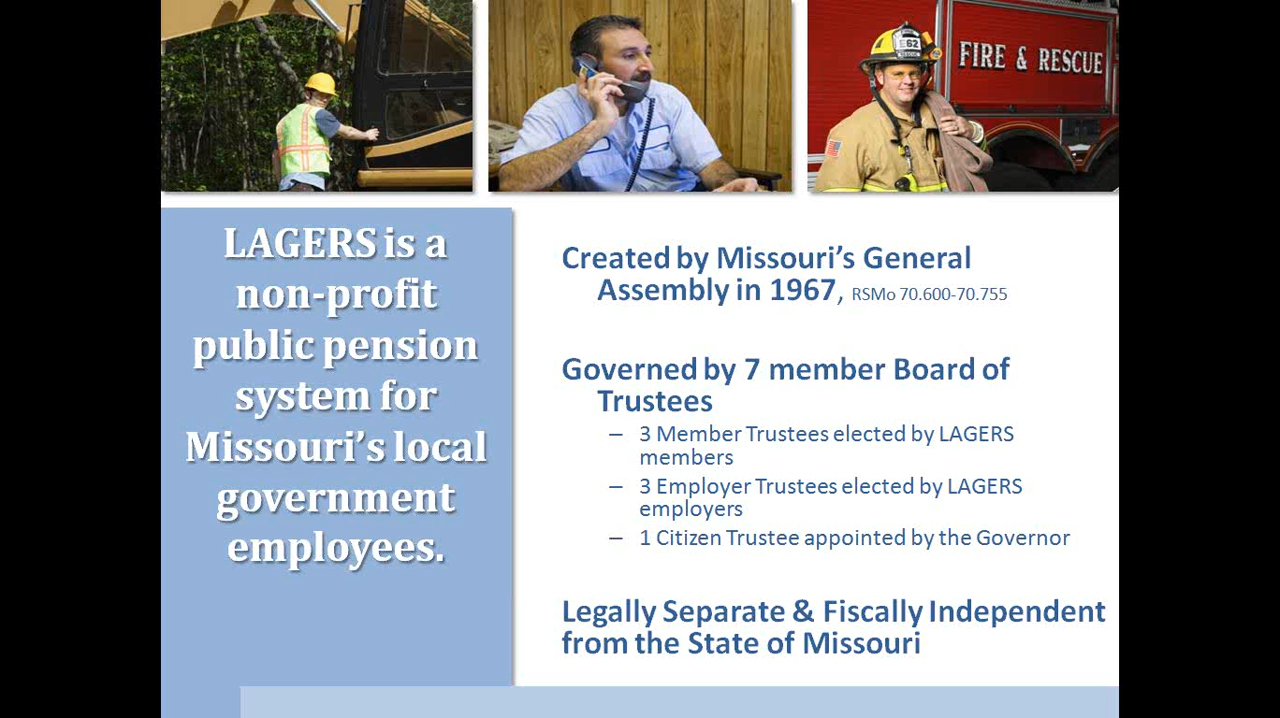 E62
FIRE & RESCUE
LAGERS is a
non-profit
public pension
system for
Missouri’s local
government
employees.
Created by Missouri’s General
Assembly in 1967, RSMo 70.600-70.755
Governed by 7 member Board of
Trustees
– 3 Member Trustees elected by LAGERS
members
– 3 Employer Trustees elected by LAGERS
employers
– 1 Citizen Trustee appointed by the Governor
Legally Separate & Fiscally Independent
from the State of Missouri